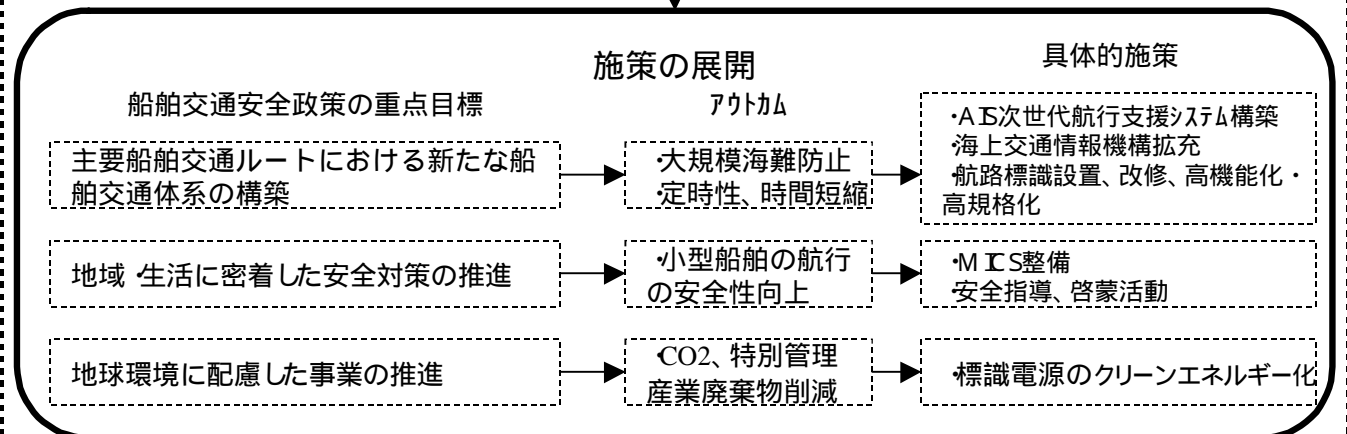 施策の展開
具体的施策
船舶交通安全政策の重点目標
アウトカム
主要船舶交通ルートにおける新たな船
舶交通体系の構築
・大規模海難防止
・定時性、時間短縮
・AIS次世代航行支援システム構築
・海上交通情報機構拡充
・航路標識設置、改修、高機能化・
高規格化
地域・生活に密着した安全対策の推進
・小型船舶の航行
の安全性向上
・MICS整備
・安全指導、啓蒙活動
地球環境に配慮した事業の推進
・CO2、特別管理
産業廃棄物削減
・標識電源のクリーンエネルギー化